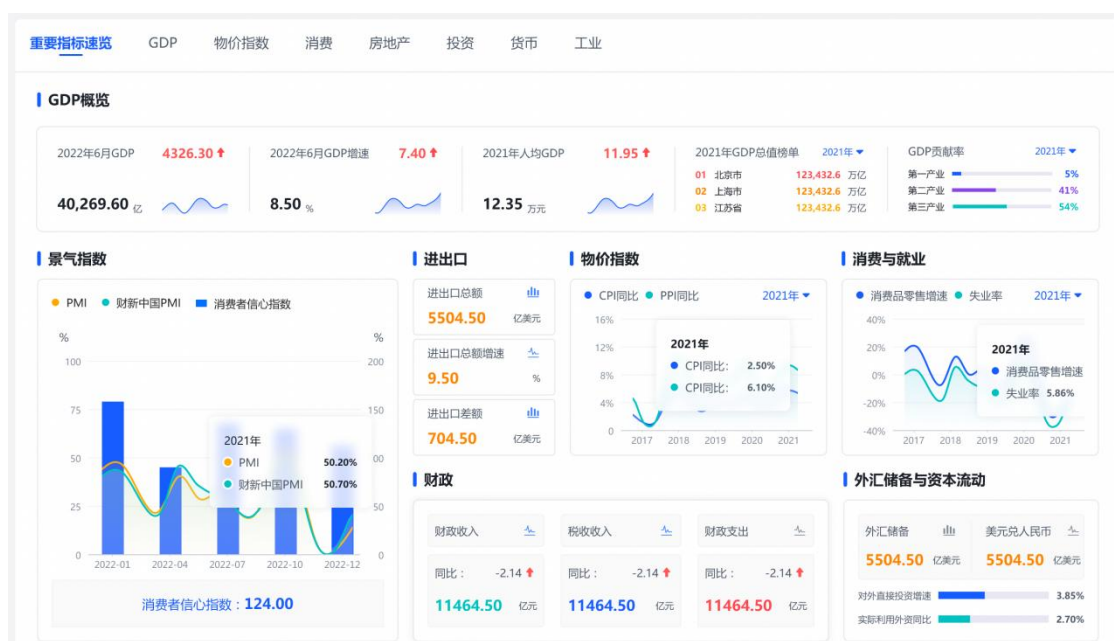 重要指标速览 GDP 物价指数 消费 房地产 投资 货币 工业
GDP概览
2022年6月GDP 4326.30
40,269.60 亿
2022年6月GDP增速 7.40
8.50 %
2021年人均GDP 11.95
12.35 万元
2021年GDP总值榜单 2021年
01 北京市 123,432.6 万亿
02 上海市 123,432.6 万亿
03 江苏省 123,432.6 万亿
GDP贡献率 2021年
第一产业 5%
第二产业 41%
第三产业 54%
景气指数
PMI 财新中国PMI 消费者信心指数
% %
100 200
75 150
50 00
25 50
0 0
2021年
PMI 50.20%
财新中国PMI 50.70%
2022-01 2022-04 2022-07 2022-10 2022-12
消费者信心指数：124.00
进出口
进出口总额
5504.50 亿美元
进出口总额增速
9.50 %
进出口差额
704.50 亿美元
物价指数
CPI同比 PPI同比 2021年
16%
12%
8%
4%
0
2021年
CPI同比： 2.50%
CPI同比： 6.10%
2017 2018 2019 2020 2021
消费与就业
消费品零售增速 失业率 2021年
40%
20%
0%
-20%
-40%
2021年
消费品零售增速
失业率 5.86%
2017 2018 2019 2020 2021
财政
财政收入
同比： -2.14
11464.50 亿元
税收收入
同比： -2.14
11464.50 亿元
财政支出
同比： -2.14
11464.50 亿元
外汇储备与资本流动
外汇储备
5504.50 亿美元
美元兑人民币
5504.50 亿美元
对外直接投资增速 3.85%
实际利用外资同比 2.70%